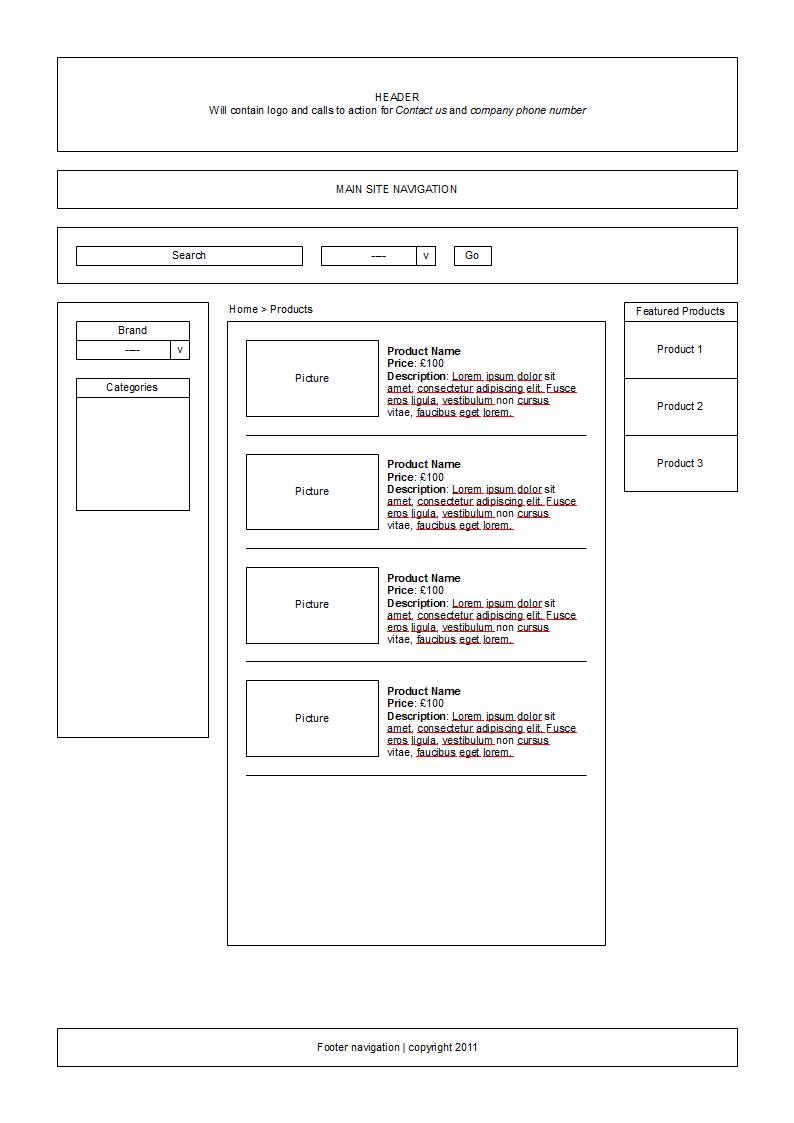 HEADER
Will contain logo and calls to action for Contact us and company phone number
MAIN SITE NAVIGATION
Search
---- v
Go
Brand
---- v
Categories
Home > Products
Picture
Product Name
Price: £100
Description: Lorem ipsum dolor sit
amet, consectetur adipiscing elit. Fusce
eros ligula, vestibulum non cursus
vitae, faucibus eget lorem.
Picture
Product Name
Price: £100
Description: Lorem ipsum dolor sit
amet, consectetur adipiscing elit. Fusce
eros ligula, vestibulum non cursus
vitae, faucibus eget lorem.
Picture
Product Name
Price: £100
Description: Lorem ipsum dolor sit
amet, consectetur adipiscing elit. Fusce
eros ligula, vestibulum non cursus
vitae, faucibus eget lorem.
Picture
Product Name
Price: £100
Description: Lorem ipsum dolor sit
amet, consectetur adipiscing elit. Fusce
eros ligula, vestibulum non cursus
vitae, faucibus eget lorem.
Featured Products
Product 1
Product 2
Product 3
Footer navigation | copyright 2011